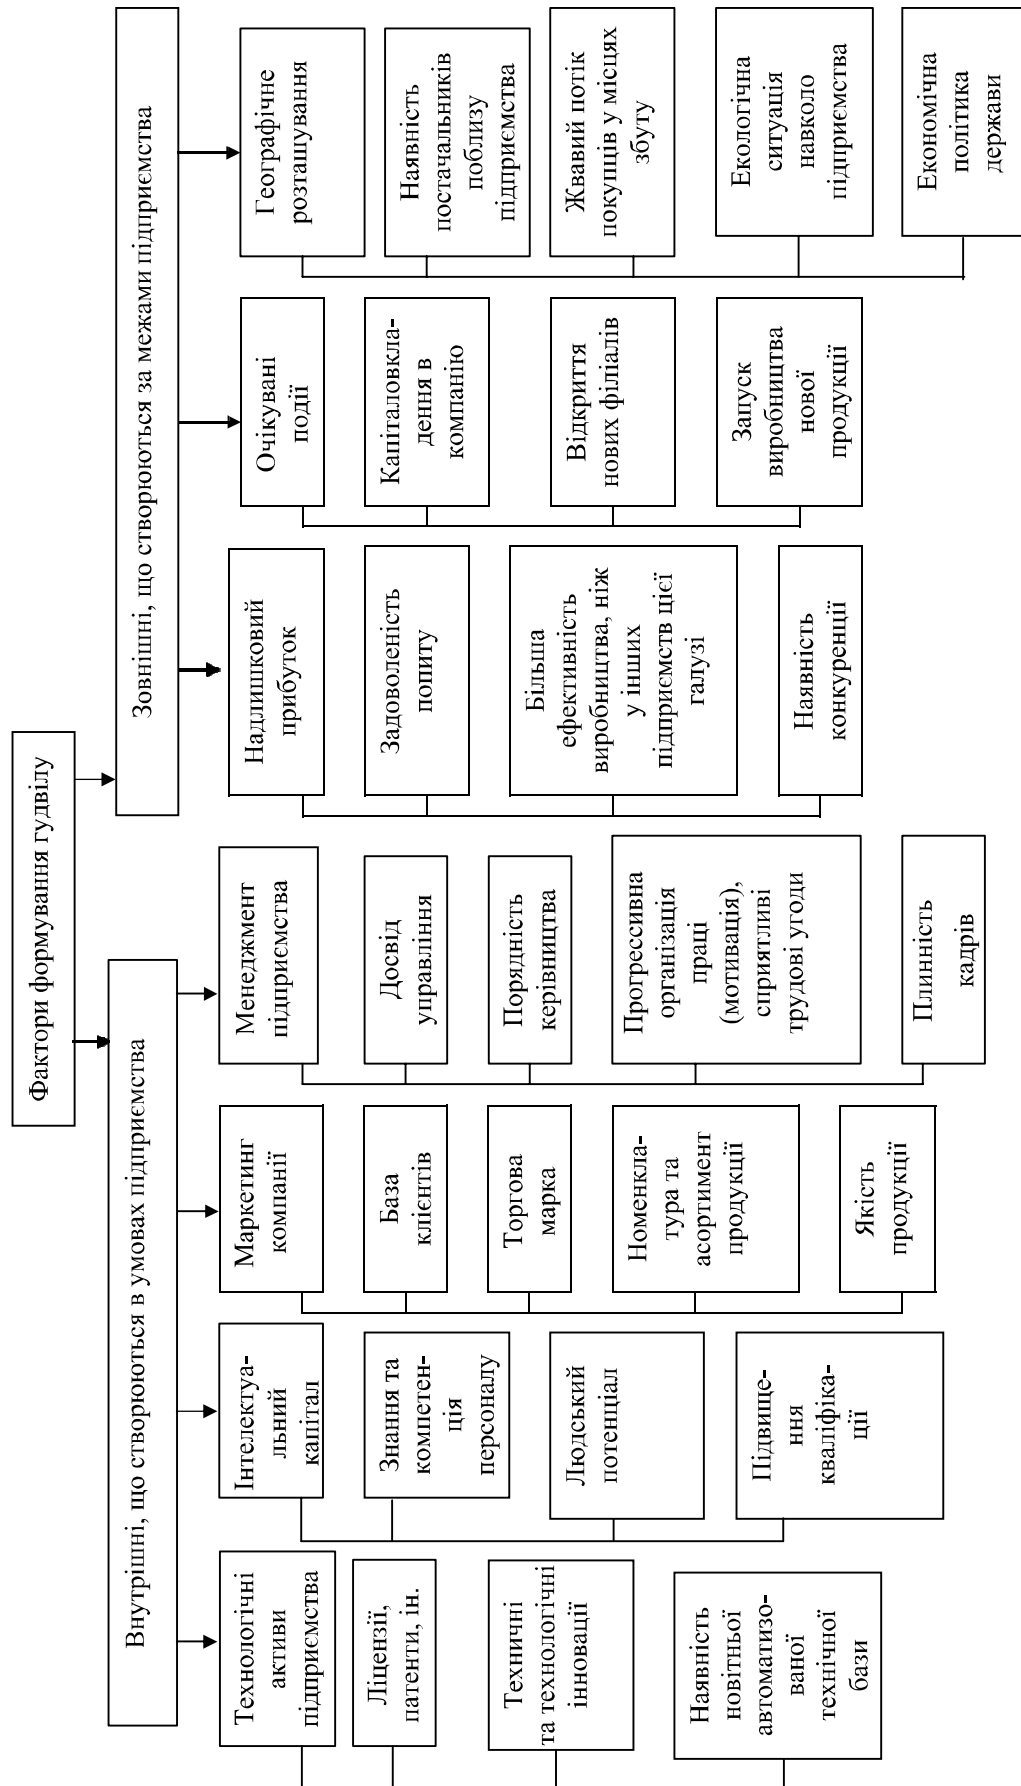 Фактори формування гудвілу
Внутрішні, що створюються в умовах підприємства
Зовнішні, що створюються за межами підприємства
Технологічні
активи
підприємства
Ліцензії,
патенти, ін.
Техничні
та технологічні
інновації
Наявність
новітньої
автоматизо-
ваної
технічної
бази
Інтелектуа-
льний
капітал
Знання та
компетен-
ція
персоналу
Людський
потенціал
Підвище-
ння
кваліфіка-
ції
Маркетинг
компанії
База
клієнтів
Торгова
марка
Номенкла-
тура та
асортимент
продукції
Якість
продукції
Менеджмент
підприємства
Досвід
управління
Порядність
керівництва
Прогрессивна
організація
праці
(мотивація),
сприятливі
трудові угоди
Плинність
кадрів
Надлишковий
прибуток
Задоволеність
попиту
Більша
ефективність
виробництва, ніж
у інших
підприємств цієї
галузі
Наявність
конкуренції
Очікувані
події
Капіталовкла-
дення в
компанію
Відкриття
нових філіалів
Запуск
виробництва
нової
продукції
Географічне
розташування
Наявність
постачальників
поблизу
підприємства
Жвавий потік
покупців у місцях
збуту
Екологічна
ситуація
навколо
підприємства
Економічна
політика
держави